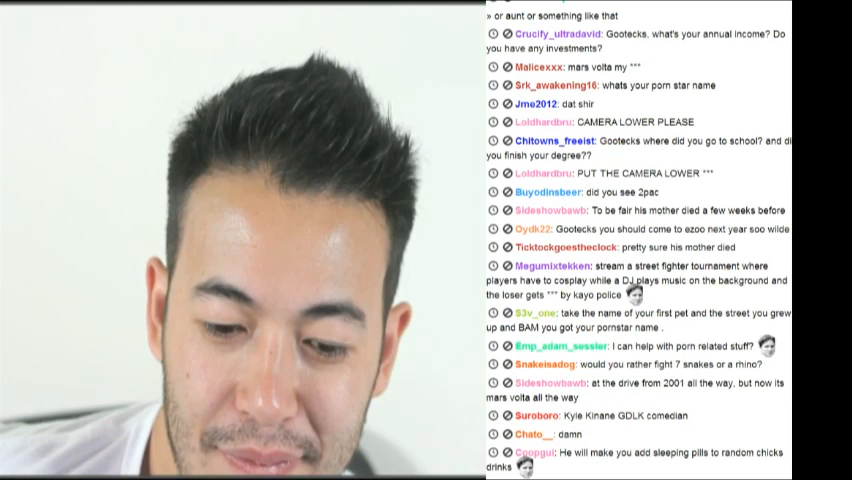 » or aunt or something like that
Crucify_ultradavid: Gootecks, what's your annual income? Do
you have any investments?
Malicexxx: mars volta my ***
Srk_awakening16: whats your porn star name
Jme2012: dat shir
Loldhardbru: CAMERA LOWER PLEASE
Chitowns_freeist: Gootecks where did you go to school? and di
you finish your degree??
Loldhardbru: PUT THE CAMERA LOWER ***
Buyodinsbeer: did you see 2pac
Sideshowbawb: To be fair his mother died a few weeks before
Oydk22: Gootecks you should come to ezoo next year soo wilde
Ticktockgoestheclock: pretty sure his mother died
Megumixtekken: stream a street fighter tournament where
players have to cosplay while a DJ plays music on the background and
the loser gets *** by kayo police
S3v_one: take the name of your first pet and the street you grew
up and BAM you got your pornstar name .
Emp_adam_sessler: I can help with porn related stuff?
Snakeisadog: would you rather fight 7 snakes or a rhino?
Sideshowbawb: at the drive from 2001 all the way, but now its
mars volta all the way
Suroboro: Kyle Kinane GDLK comedian
Chato__: damn
Coopgui: He will make you add sleeping pills to random chicks
drinks